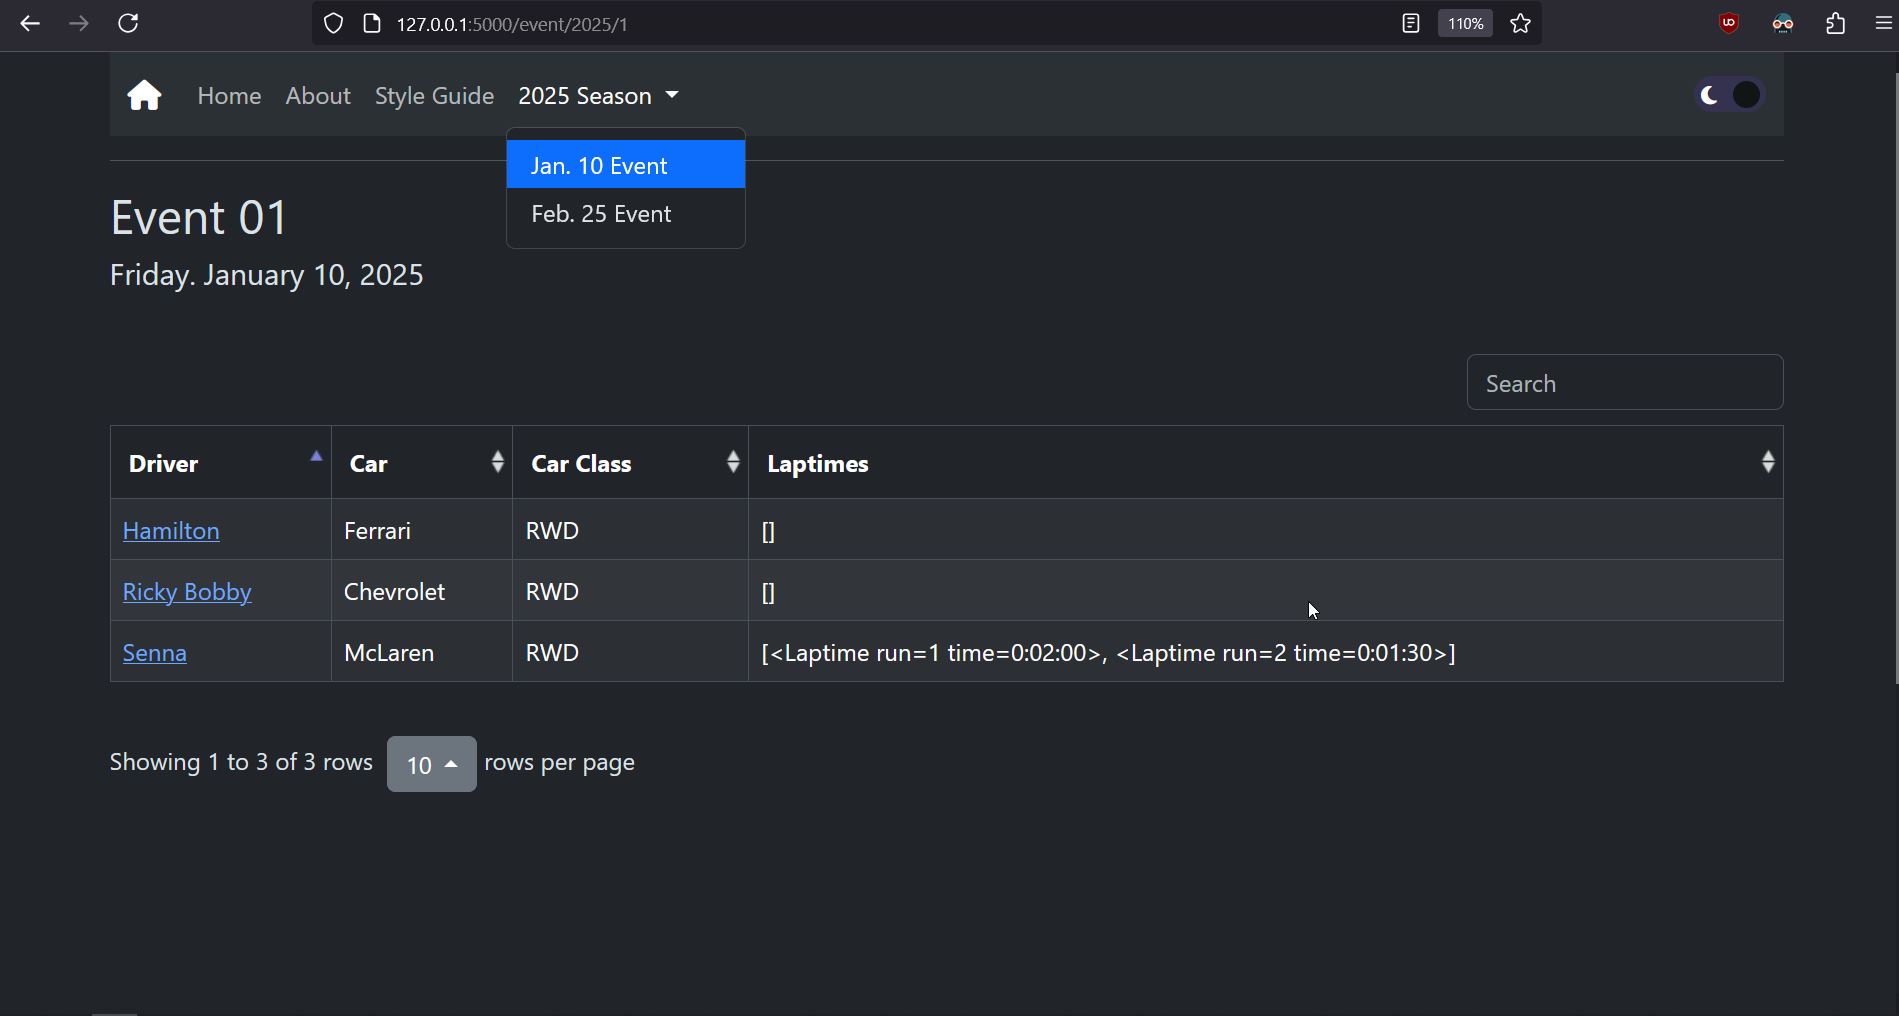 127.0.0.1:5000/event/2025/1
110%
Home About Style Guide 2025 Season
Jan. 10 Event
Feb. 25 Event
Event 01
Friday. January 10, 2025
Search
Driver Car Car Class Laptimes
Hamilton Ferrari RWD []
Ricky Bobby Chevrolet RWD []
Senna McLaren RWD [<Laptime run=1 time=0:02:00>, <Laptime run=2 time=0:01:30>]
Showing 1 to 3 of 3 rows 10 rows per page